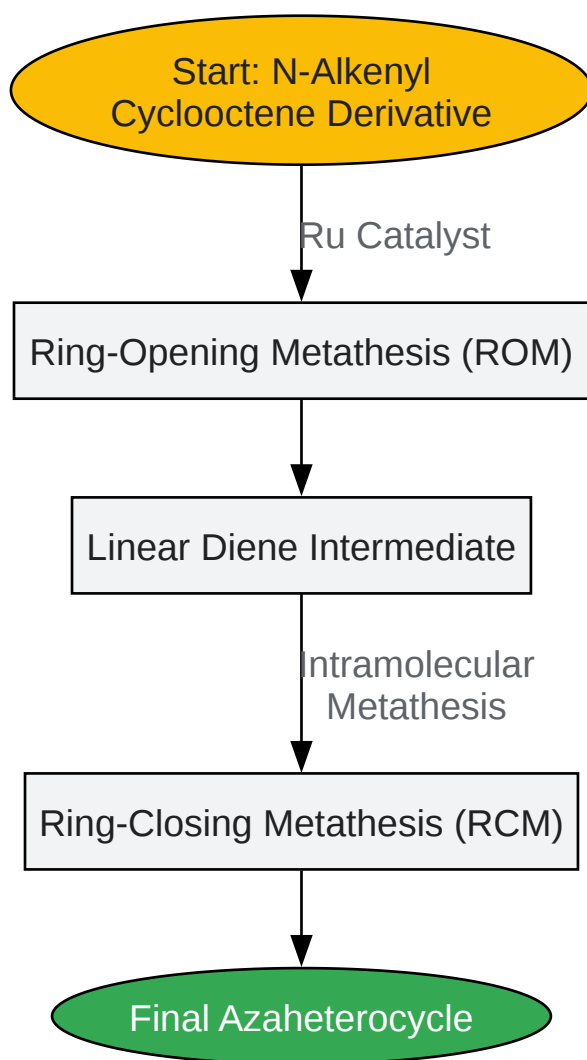 Start: N-Alkenyl
Cyclooctene Derivative
Ru Catalyst
Ring-Opening Metathesis (ROM)
Linear Diene Intermediate
Intramolecular
Metathesis
Ring-Closing Metathesis (RCM)
Final Azaheterocycle